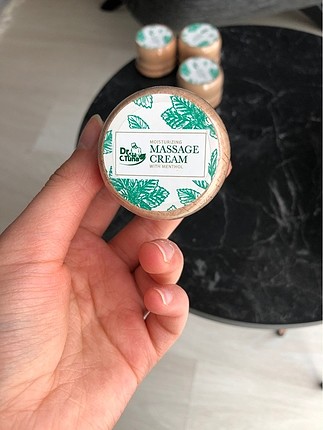 Dr.
C.Tuna
MOISTURIZING
MASSAGE
CREAM
WITH MENTHOL